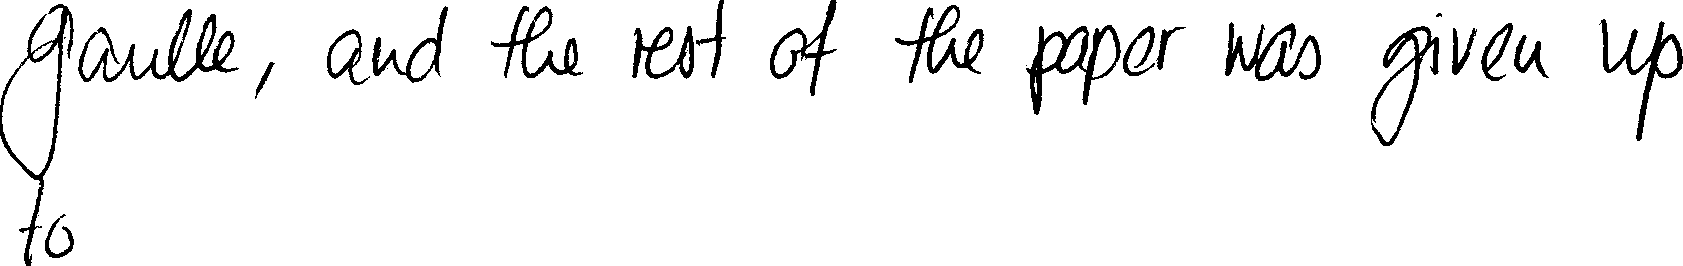 Gaulle, and the rest of the paper was given up
to